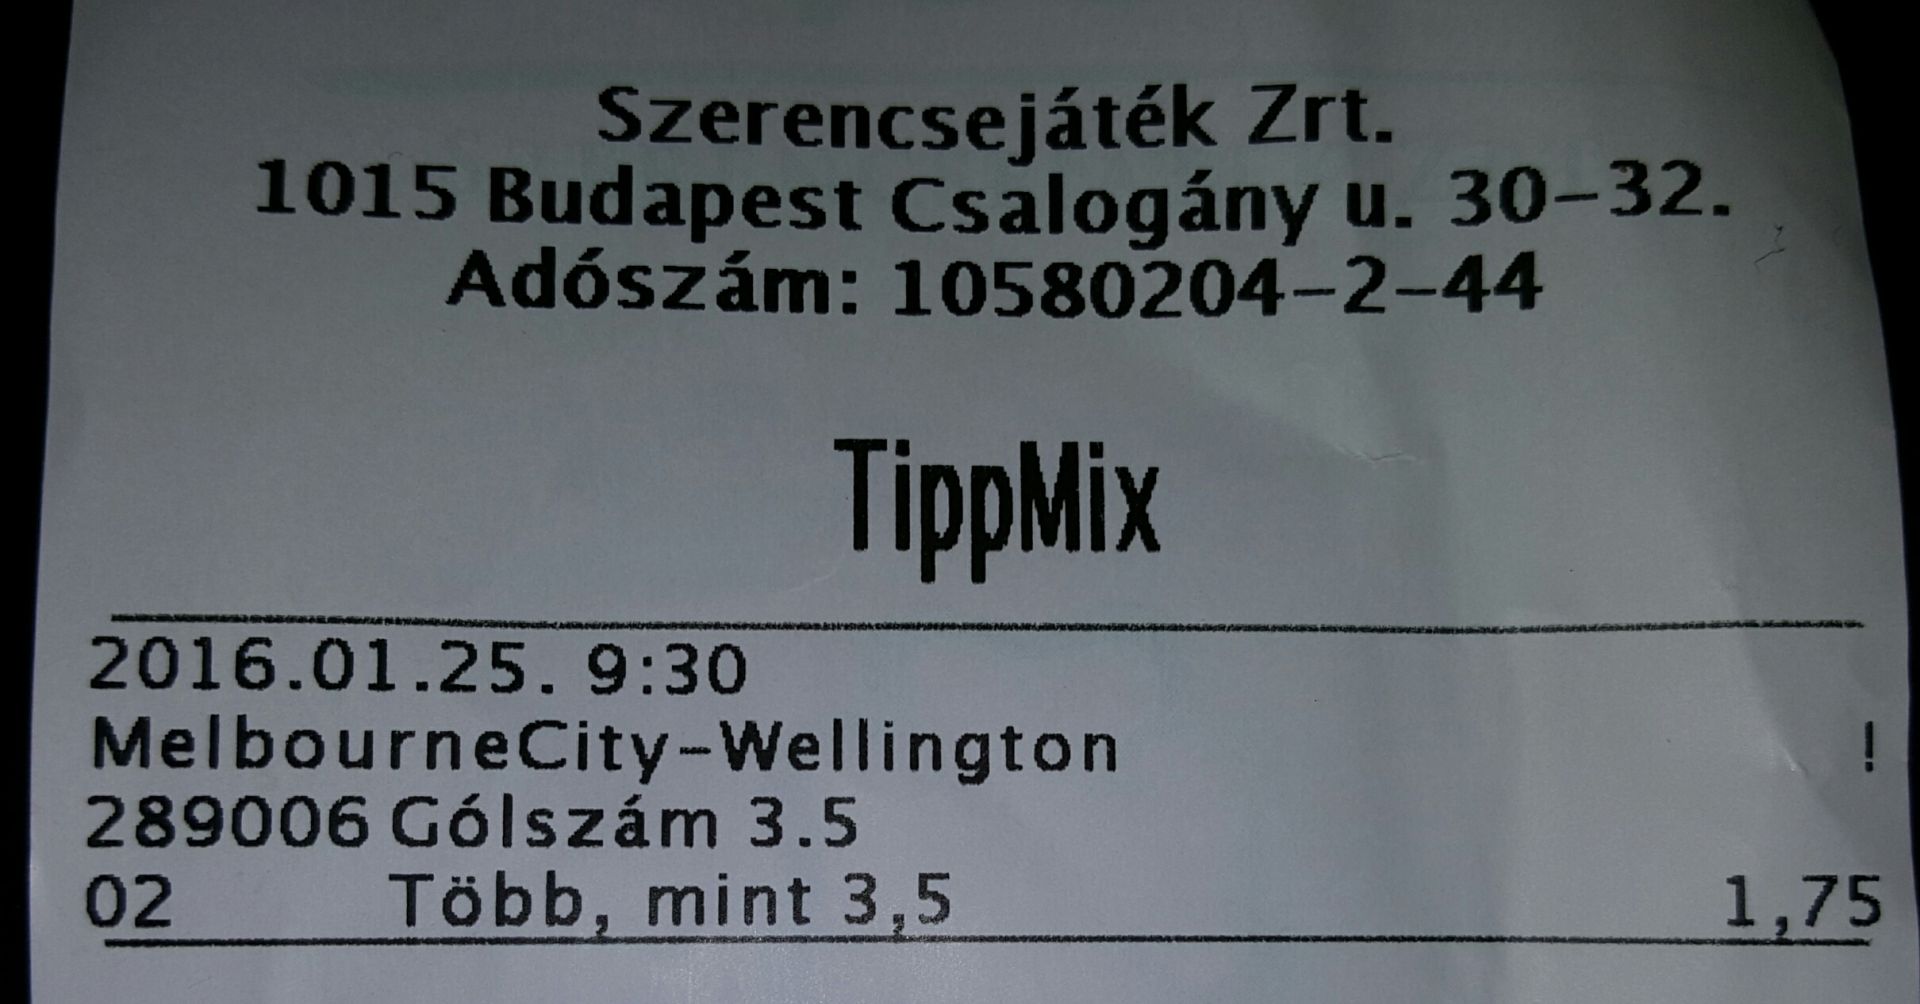 Szerencsejáték Zrt.
1015 Budapest Csalogány u. 30-32.
Adószám: 10580204-2-44
TippMix
2016.01.25. 9:30
MelbourneCity-Wellington !
289006 Gólszám 3.5
02 Több, mint 3,5 1,75